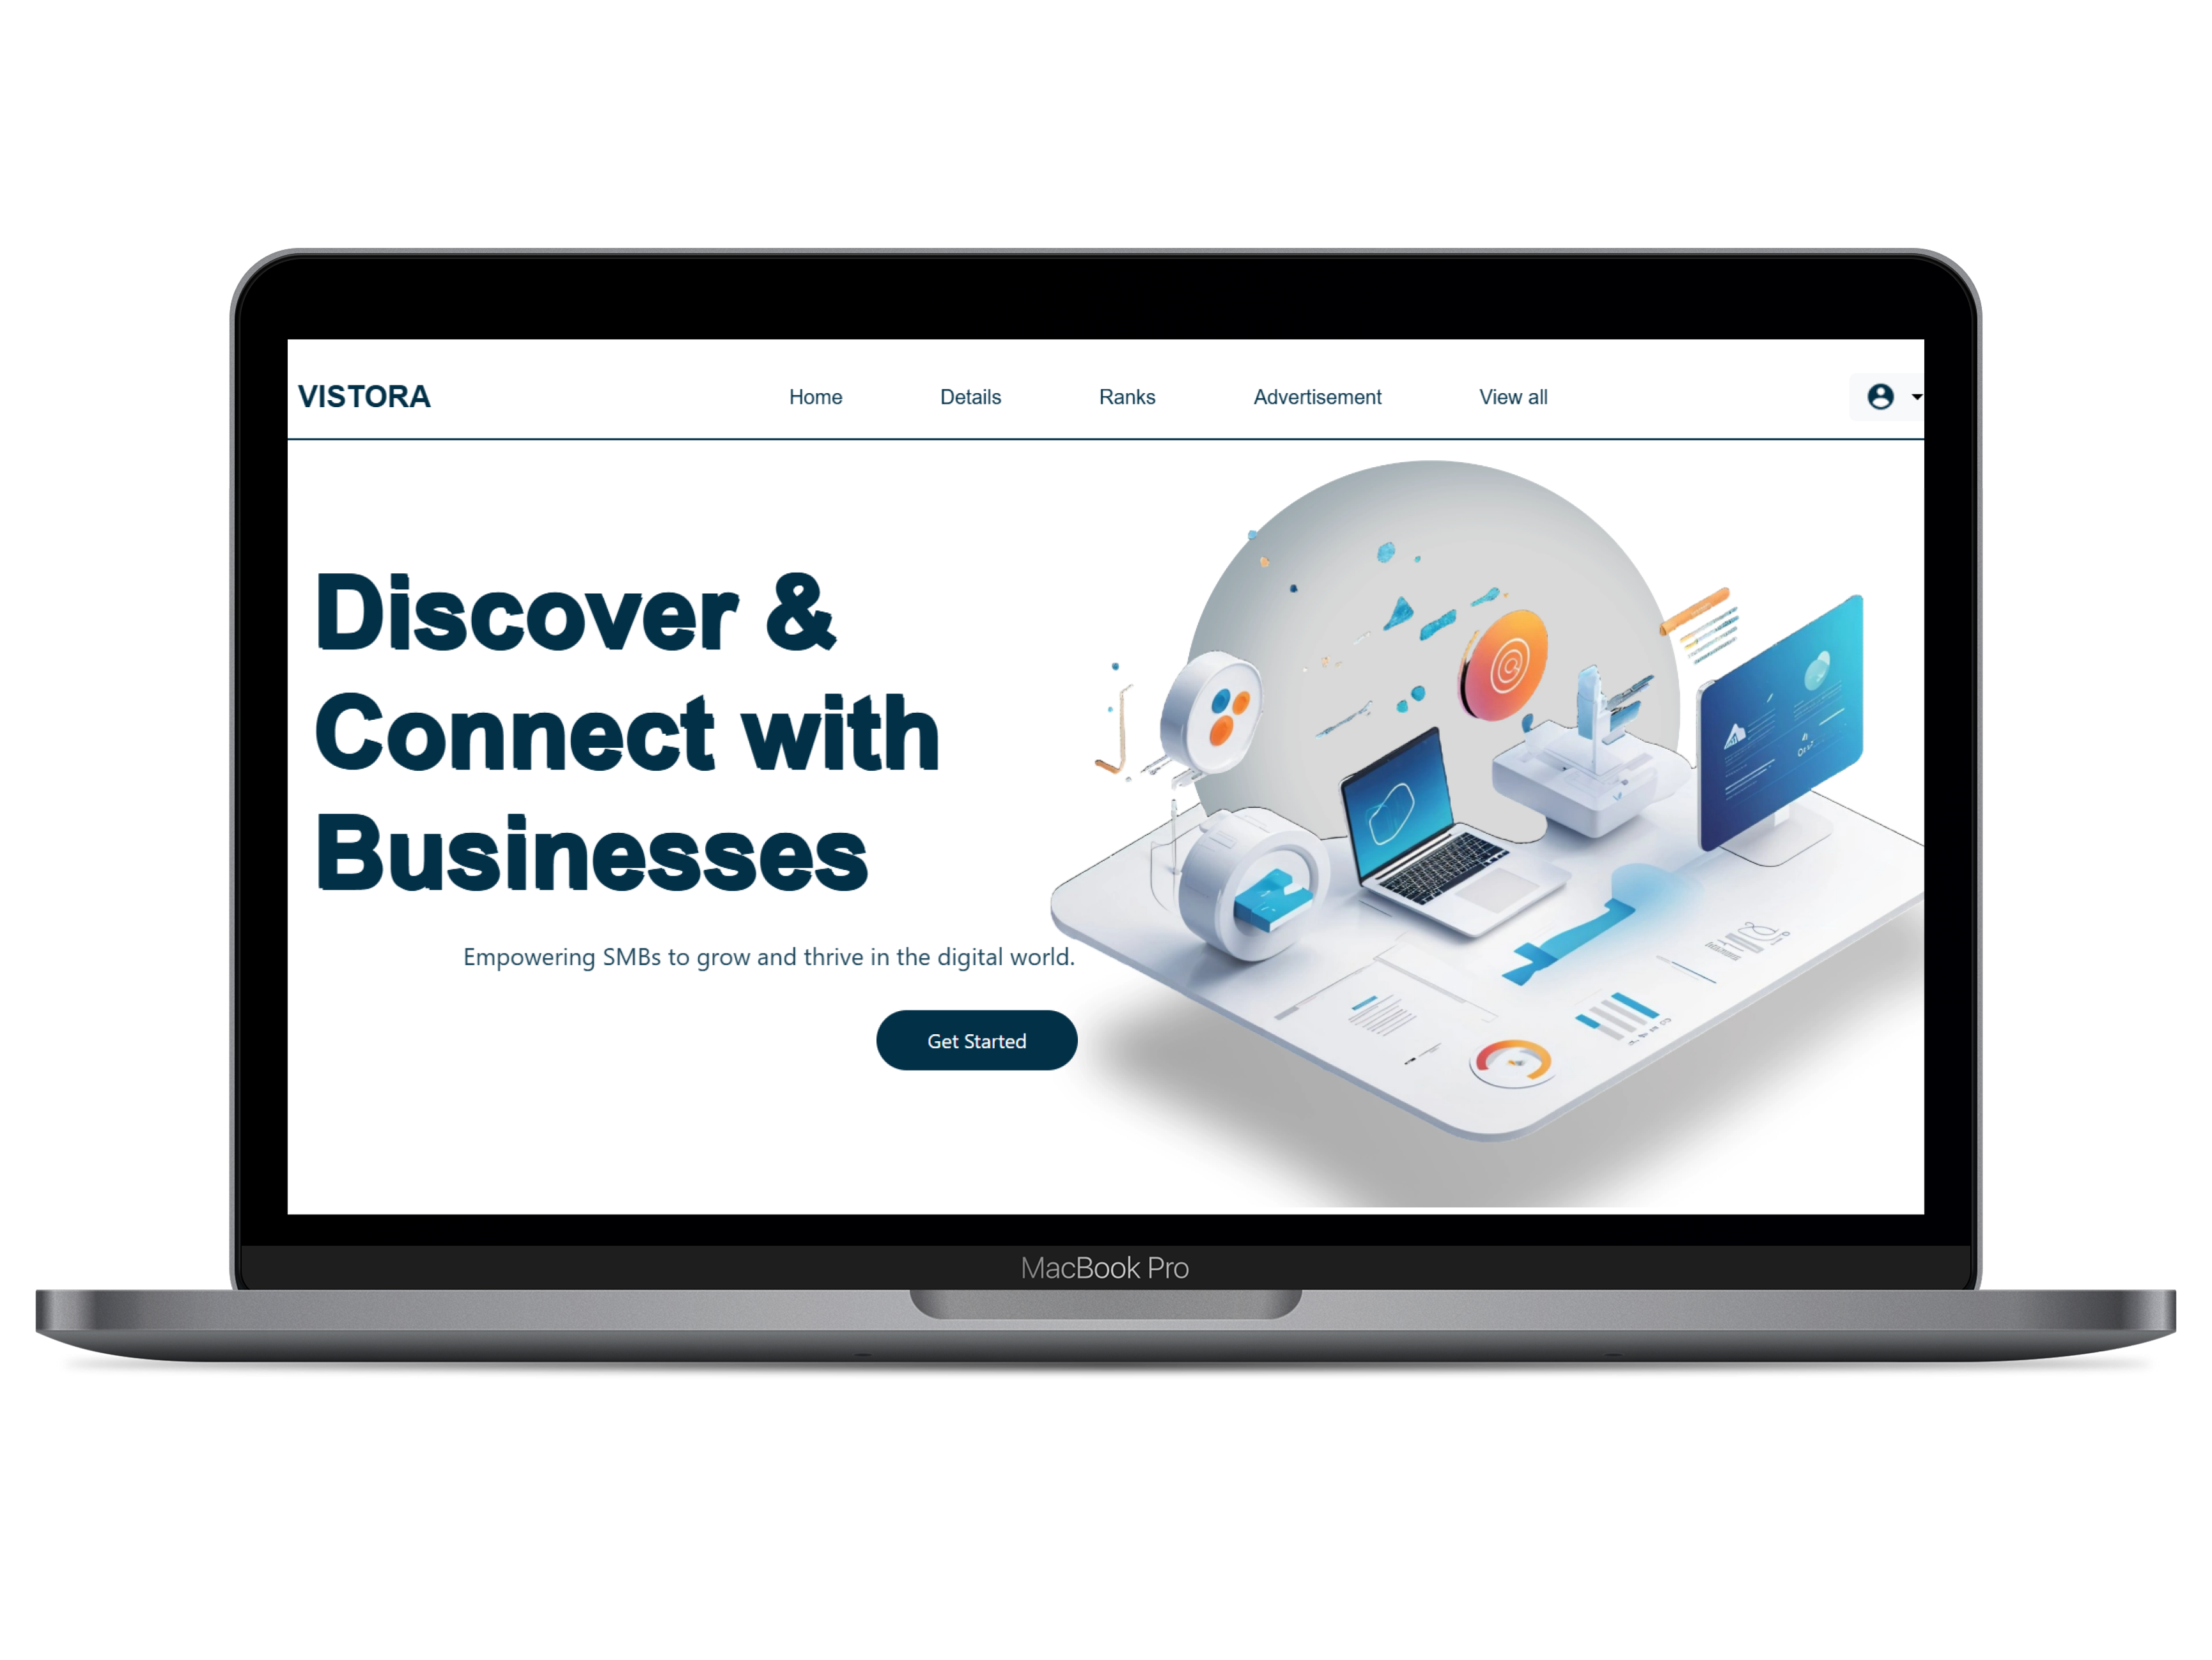 VISTORA
Home Details Ranks Advertisement View all
Discover &
Connect with
Businesses
Empowering SMBs to grow and thrive in the digital world.
Get Started
MacBook Pro